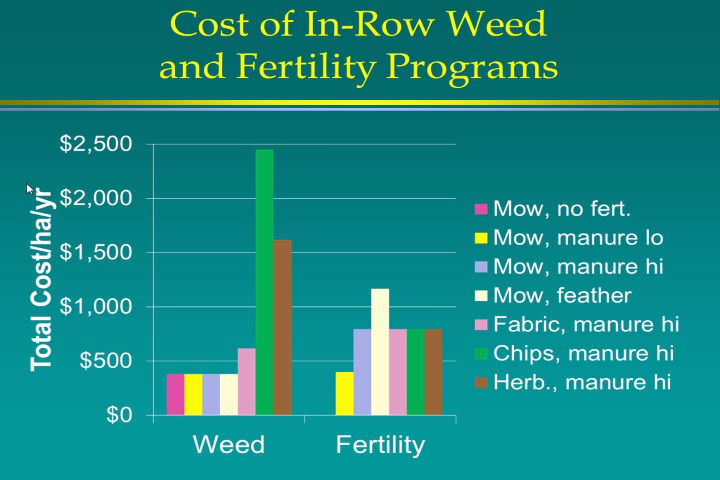 Cost of In-Row Weed
and Fertility Programs
Total Cost/ha/yr
$2,500
$2,000
$1,500
$1,000
$500
$0
Weed
Fertility
Mow, no fert.
Mow, manure lo
Mow, manure hi
Mow, feather
Fabric, manure hi
Chips, manure hi
Herb., manure hi